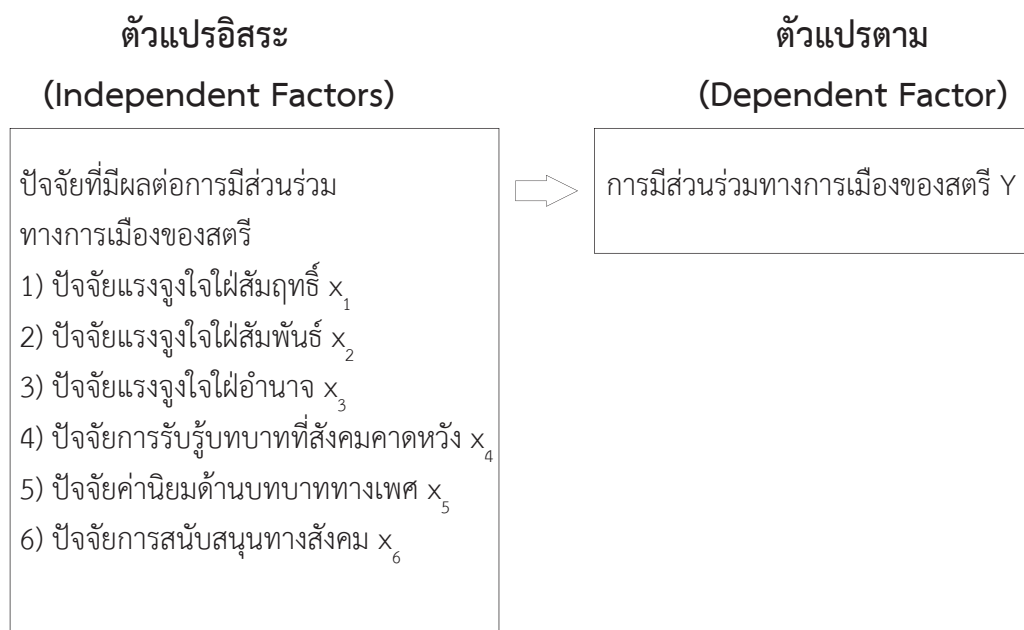 ตัวแปรอิสระ
(Independent Factors)
ปัจจัยที่มีผลต่อการมีส่วนร่วม
ทางการเมืองของสตรี
1) ปัจจัยแรงจูงใจใฝ่สัมฤทธิ์ x₁
2) ปัจจัยแรงจูงใจใฝ่สัมพันธ์ x₂
3) ปัจจัยแรงจูงใจใฝ่อำนาจ x₃
4) ปัจจัยการรับรู้บทบาทที่สังคมคาดหวัง x₄
5) ปัจจัยค่านิยมด้านบทบาททางเพศ x₅
6) ปัจจัยการสนับสนุนทางสังคม x₆
ตัวแปรตาม
(Dependent Factor)
การมีส่วนร่วมทางการเมืองของสตรี Y